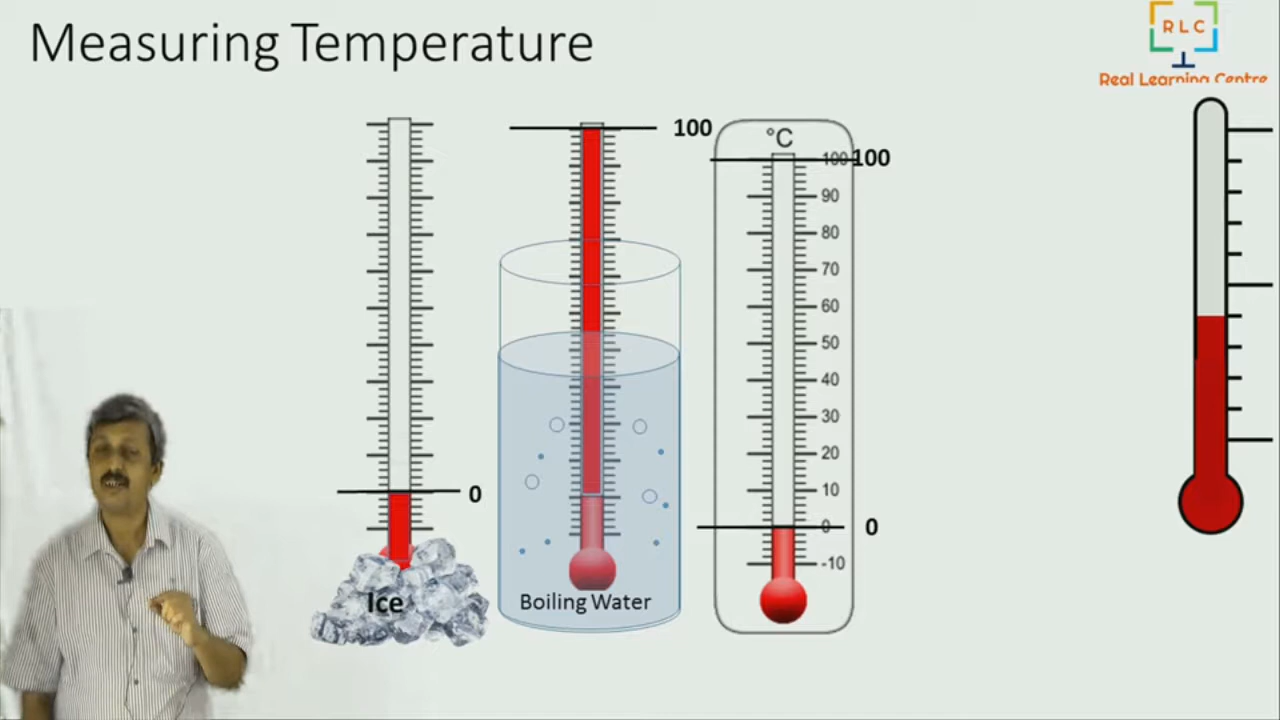 Measuring Temperature
RLC
Real Learning Centre
100
°C
100
100
90
80
70
60
50
40
30
20
10
0
0
-10
0
Ice
Boiling Water